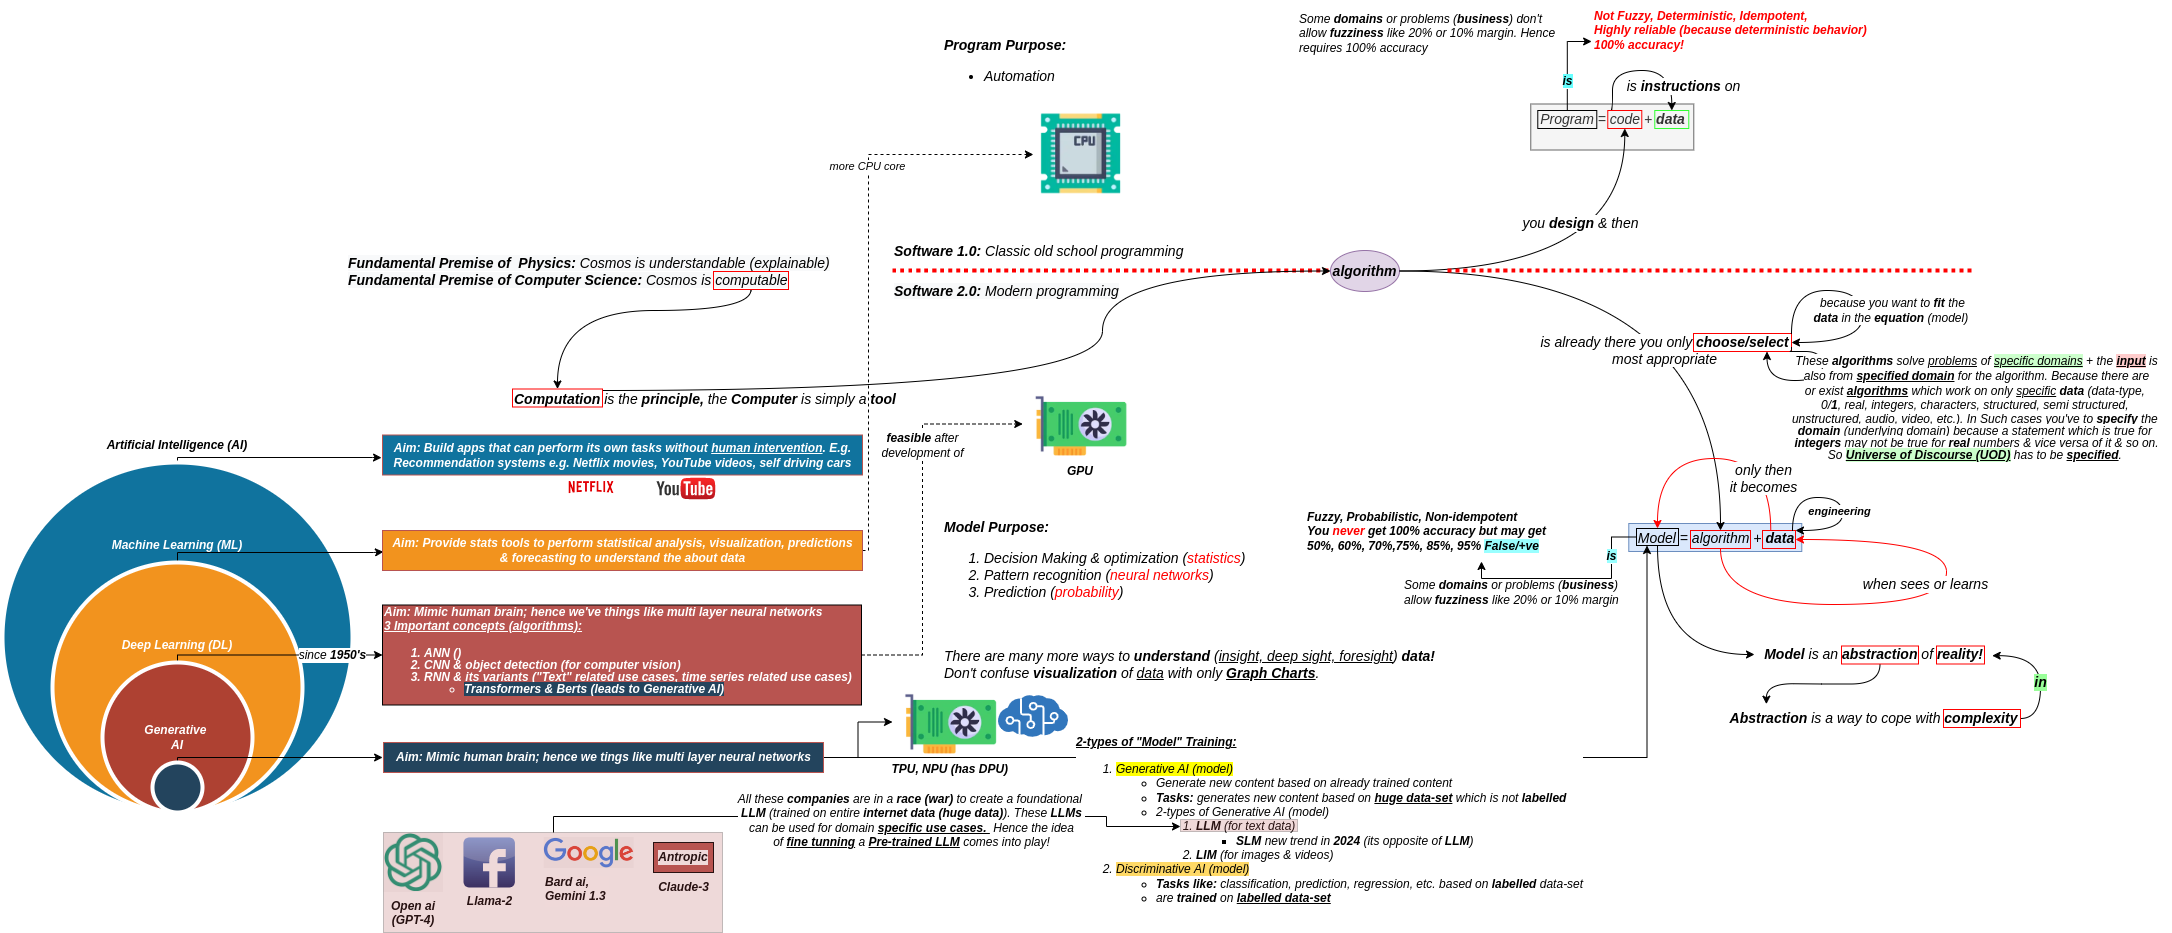 Some domains or problems (business) don't
allow fuzziness like 20% or 10% margin. Hence
requires 100% accuracy
Not Fuzzy, Deterministic, Idempotent,
Highly reliable (because deterministic behavior)
100% accuracy!
Program Purpose:
• Automation
is
is instructions on
Program = code + data
CPU
more CPU core
you design & then
Software 1.0: Classic old school programming
algorithm
Software 2.0: Modern programming
Fundamental Premise of Physics: Cosmos is understandable (explainable)
Fundamental Premise of Computer Science: Cosmos is computable
Computation is the principle, the Computer is simply a tool
because you want to fit the
data in the equation (model)
is already there you only choose/select
most appropriate
These algorithms solve problems of specific domains + the input is
also from specified domain for the algorithm. Because there are
or exist algorithms which work on only specific data (data-type,
0/1, real, integers, characters, structured, semi structured,
unstructured, audio, video, etc.). In Such cases you've to specify the
domain (underlying domain) because a statement which is true for
integers may not be true for real numbers & vice versa of it & so on.
So Universe of Discourse (UOD) has to be specified.
feasible after
development of
GPU
Artificial Intelligence (AI)
Machine Learning (ML)
Deep Learning (DL)
Generative
AI
since 1950's
Aim: Build apps that can perform its own tasks without human intervention. E.g.
Recommendation systems e.g. Netflix movies, YouTube videos, self driving cars
NETFLIX
YouTube
Aim: Provide stats tools to perform statistical analysis, visualization, predictions
& forecasting to understand the about data
Aim: Mimic human brain; hence we've things like multi layer neural networks
3 Important concepts (algorithms):
1. ANN ()
2. CNN & object detection (for computer vision)
3. RNN & its variants ("Text" related use cases, time series related use cases)
Transformers & Berts (leads to Generative AI)
Aim: Mimic human brain; hence we tings like multi layer neural networks
Model Purpose:
1. Decision Making & optimization (statistics)
2. Pattern recognition (neural networks)
3. Prediction (probability)
There are many more ways to understand (insight, deep sight, foresight) data!
Don't confuse visualization of data with only Graph Charts.
only then
it becomes
engineering
Fuzzy, Probabilistic, Non-idempotent
You never get 100% accuracy but may get
50%, 60%, 70%,75%, 85%, 95% False/+ve
is
Model = algorithm + data
Some domains or problems (business)
allow fuzziness like 20% or 10% margin
when sees or learns
Model is an abstraction of reality!
in
Abstraction is a way to cope with complexity
TPU, NPU (has DPU)
2-types of "Model" Training:
1. Generative AI (model)
Generate new content based on already trained content
Tasks: generates new content based on huge data-set which is not labelled
2-types of Generative AI (model)
1. LLM (for text data)
SLM new trend in 2024 (its opposite of LLM)
2. LIM (for images & videos)
2. Discriminative AI (model)
Tasks like: classification, prediction, regression, etc. based on labelled data-set
are trained on labelled data-set
All these companies are in a race (war) to create a foundational
LLM (trained on entire internet data (huge data)). These LLMs
can be used for domain specific use cases. Hence the idea
of fine tunning a Pre-trained LLM comes into play!
Open ai
(GPT-4)
f
Llama-2
Google
Bard ai,
Gemini 1.3
Antropic
Claude-3